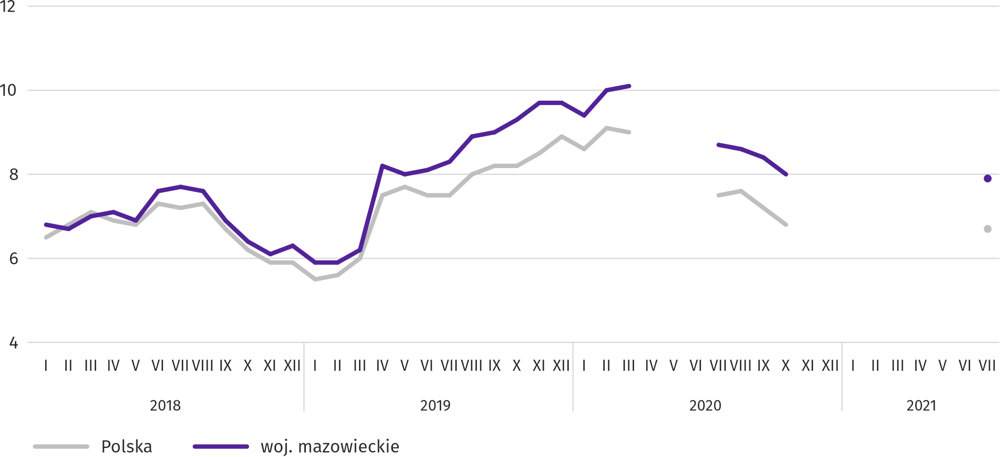 12
10
8
6
4
I II III IV V VI VII VIII IX X XI XII I II III IV V VI VII VIII IX X XI XII I II III IV V VI VII VIII IX X XI XII I II III IV V VI VII
2018 2019 2020 2021
Polska woj. mazowieckie